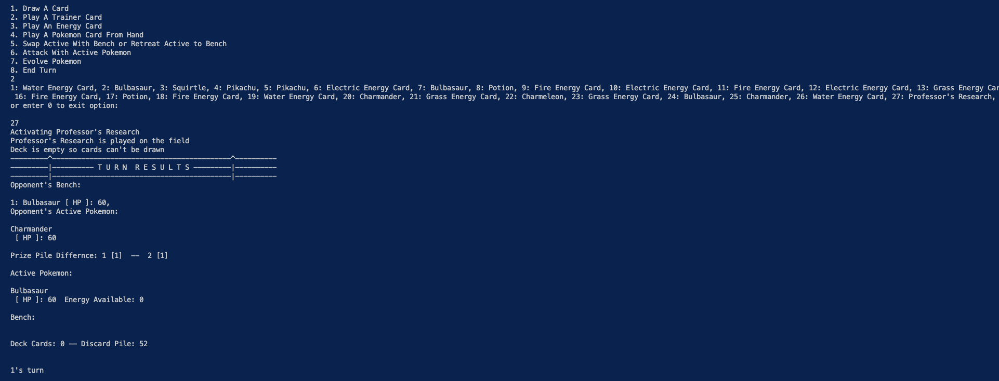 1. Draw A Card
2. Play A Trainer Card
3. Play An Energy Card
4. Play A Pokemon Card From Hand
5. Swap Active With Bench or Retreat Active to Bench
6. Attack With Active Pokemon
7. Evolve Pokemon
8. End Turn
2
1: Water Energy Card, 2: Bulbasaur, 3: Squirtle, 4: Pikachu, 5: Pikachu, 6: Electric Energy Card, 7: Bulbasaur, 8: Potion, 9: Fire Energy Card, 10: Electric Energy Card, 11: Fire Energy Card, 12: Electric Energy Card, 13: Grass Energy Car
16: Fire Energy Card, 17: Potion, 18: Fire Energy Card, 19: Water Energy Card, 20: Charmander, 21: Grass Energy Card, 22: Charmeleon, 23: Grass Energy Card, 24: Bulbasaur, 25: Charmander, 26: Water Energy Card, 27: Professor's Research,
or enter 0 to exit option:
27
Activating Professor's Research
Professor's Research is played on the field
Deck is empty so cards can't be drawn
---------^-------------------------------------------^----------
---------|---------- T U R N  R E S U L T S ---------|----------
---------|-------------------------------------------|----------
Opponent's Bench:
1: Bulbasaur [ HP ]: 60,
Opponent's Active Pokemon:
Charmander
[ HP ]: 60
Prize Pile Differnce: 1 [1]  --  2 [1]
Active Pokemon:
Bulbasaur
[ HP ]: 60  Energy Available: 0
Bench:
Deck Cards: 0 -- Discard Pile: 52
1's turn